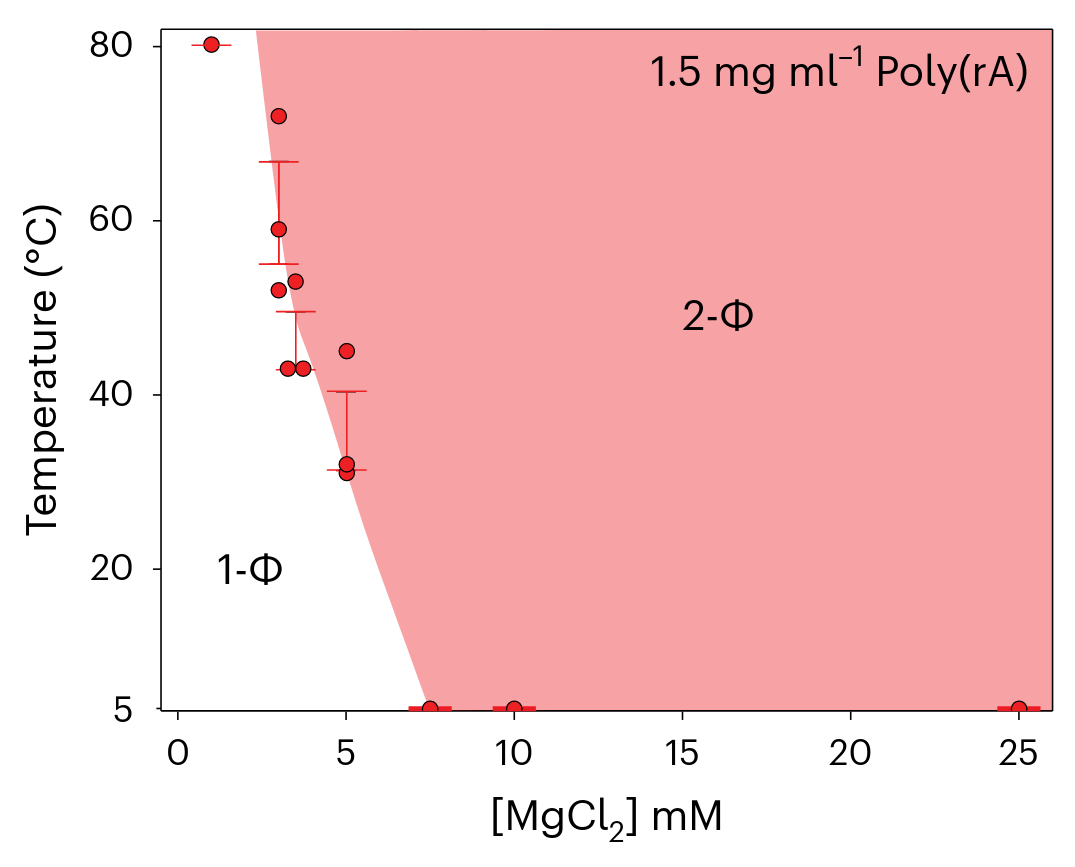 1.5 mg ml⁻¹ Poly(rA)
80
60
40
20
5
Temperature (°C)
2-Φ
1-Φ
0 5 10 15 20 25
[MgCl₂] mM